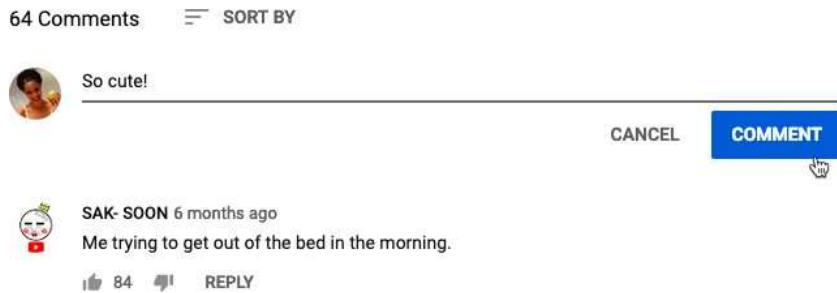 64 Comments SORT BY
So cute!
CANCEL COMMENT
SAK- SOON 6 months ago
Me trying to get out of the bed in the morning.
84 REPLY